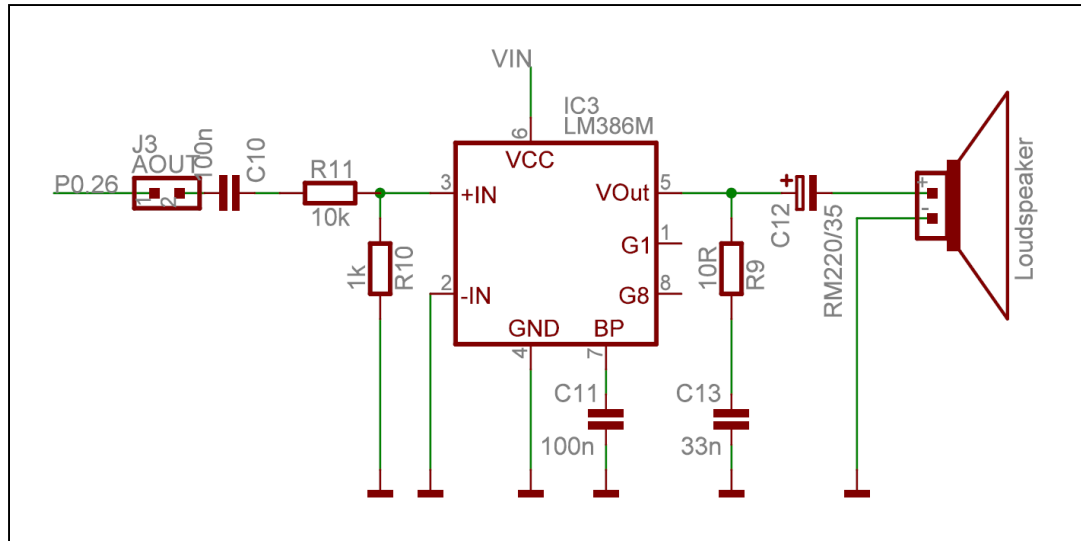 VIN
IC3
LM386M
J3
AOUT
100n
C10
P0.26
1
2
R11
10k
3
+IN
6
VCC
VOut
5
+
C12
RM220/35
+
-
Loudspeaker
1k
R10
2
-IN
G1
1
G8
8
10R
R9
GND
BP
4
7
C11
100n
C13
33n